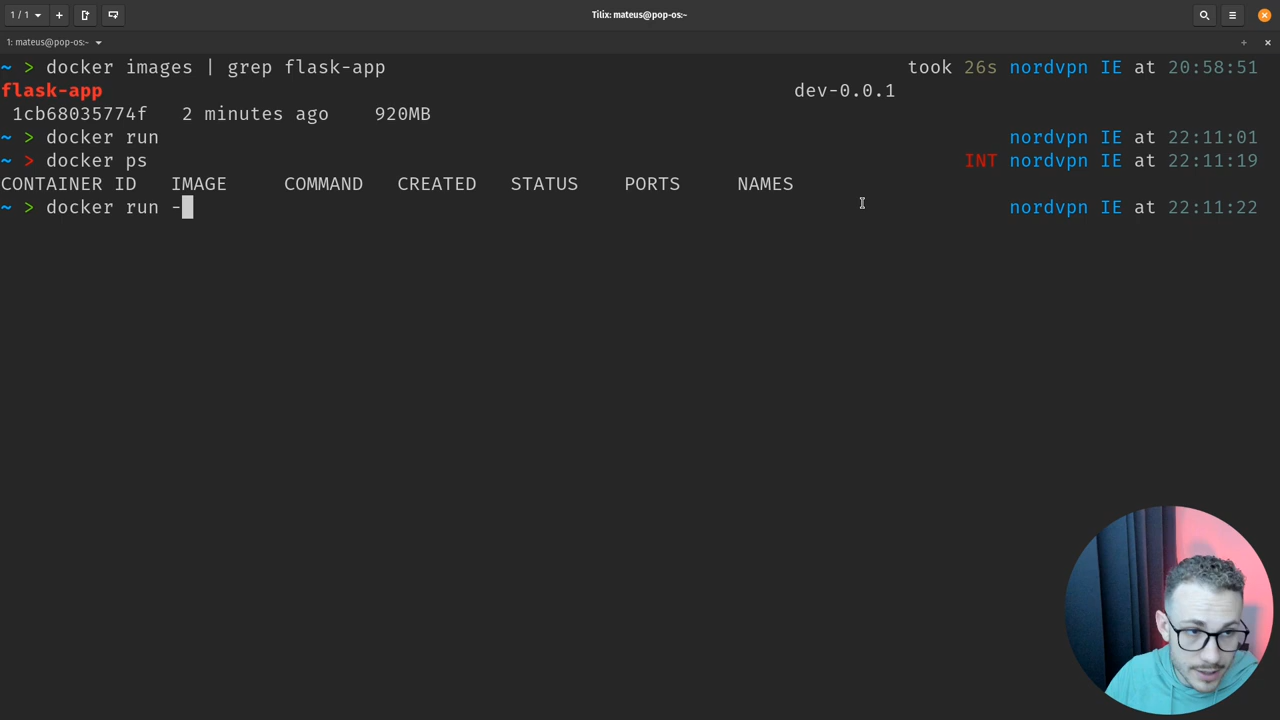 1 / 1
Tilix: mateus@pop-os:~
1: mateus@pop-os:~
~ > docker images | grep flask-app took 26s nordvpn IE at 20:58:51
flask-app dev-0.0.1
1cb68035774f 2 minutes ago 920MB
~ > docker run nordvpn IE at 22:11:01
~ > docker ps INT nordvpn IE at 22:11:19
CONTAINER ID IMAGE COMMAND CREATED STATUS PORTS NAMES
~ > docker run - nordvpn IE at 22:11:22